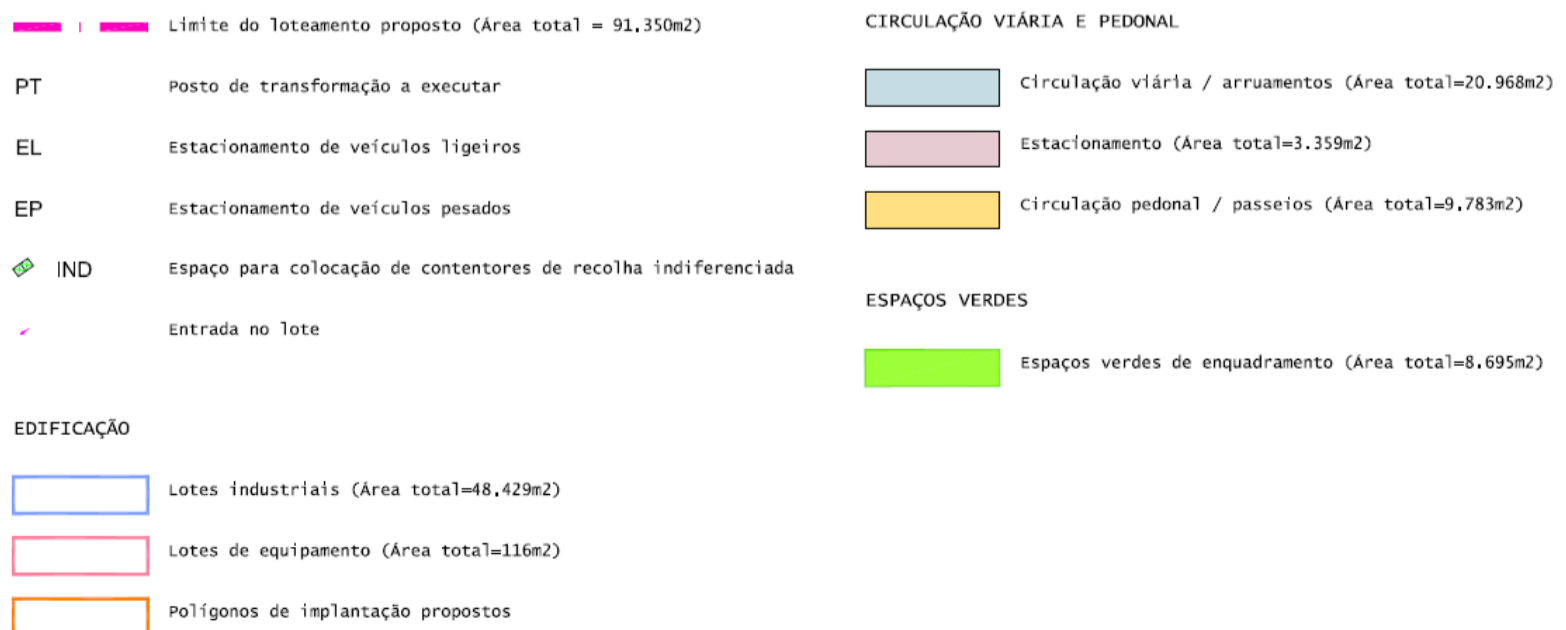 Limite do loteamento proposto (Área total = 91.350m2)
PT Posto de transformação a executar
EL Estacionamento de veículos ligeiros
EP Estacionamento de veículos pesados
IND Espaço para colocação de contentores de recolha indiferenciada
Entrada no lote
EDIFICAÇÃO
Lotes industriais (Área total=48.429m2)
Lotes de equipamento (Área total=116m2)
Polígonos de implantação propostos
CIRCULAÇÃO VIÁRIA E PEDONAL
Circulação viária / arruamentos (Área total=20.968m2)
Estacionamento (Área total=3.359m2)
Circulação pedonal / passeios (Área total=9.783m2)
ESPAÇOS VERDES
Espaços verdes de enquadramento (Área total=8.695m2)